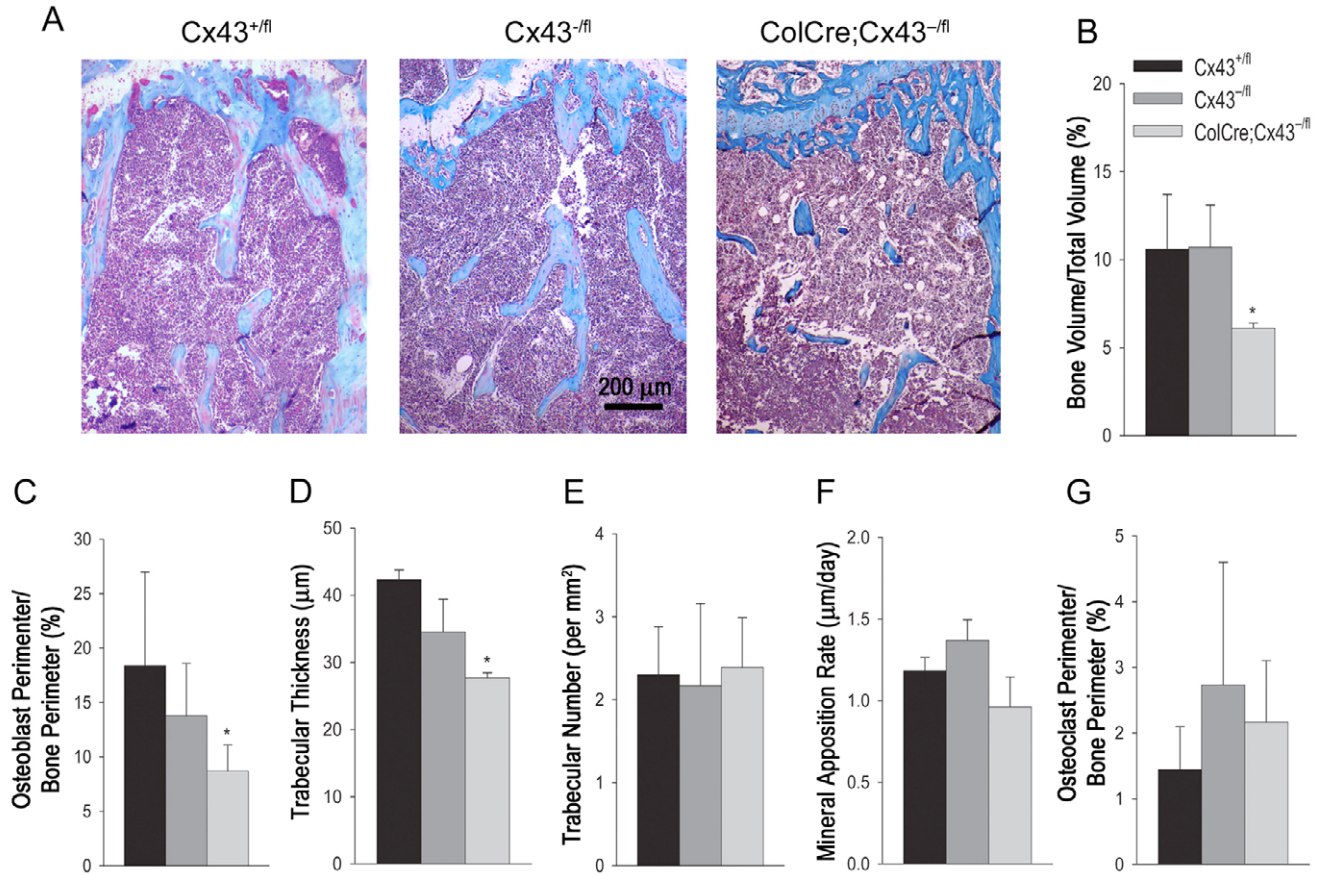 A
Cx43+/fl
Cx43-/fl
ColCre;Cx43–/fl
200 μm
B
Cx43+/fl
Cx43–/fl
ColCre;Cx43–/fl
Bone Volume/Total Volume (%)
20
15
10
5
0
*
C
Osteoblast Perimenter/
Bone Perimeter (%)
30
25
20
15
10
5
0
*
D
Trabecular Thickness (μm)
50
40
30
20
10
0
*
E
Trabecular Number (per mm2)
4
3
2
1
0
F
Mineral Apposition Rate (μm/day)
2.0
1.5
1.0
0.5
0.0
G
Osteoclast Perimenter/
Bone Perimeter (%)
5
4
3
2
1
0